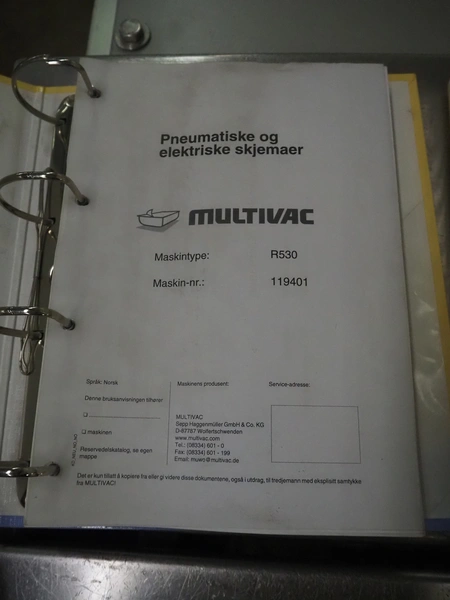 Pneumatiske og
elektriske skjemaer
MULTIVAC
Maskintype: R530
Maskin-nr.: 119401
Språk: Norsk
Denne bruksanvisningen tilhører:
maskinen
Reservedelskatalog, se egen
mappe
Maskinens produsent:
MULTIVAC
Sepp Haggenmüller GmbH & Co. KG
D-87787 Wolfertschwenden
www.multivac.com
Tel.: (08334) 601 - 0
Fax: (08334) 601 - 199
Email: muwo@multivac.de
Service-adresse:
Det er kun tillatt å kopiere fra eller gi videre disse dokumentene, også i utdrag, til tredjemann med eksplisitt samtykke
fra MULTIVAC!